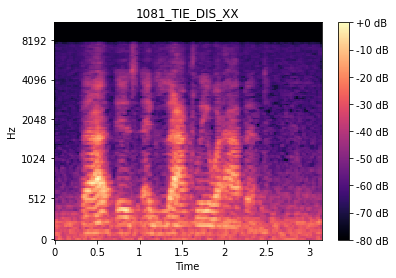 1081_TIE_DIS_XX
+0 dB
8192
-10 dB
4096
-20 dB
-30 dB
2048
Hz
-40 dB
1024
-50 dB
512
-60 dB
-70 dB
0
-80 dB
0 0.5 1 1.5 2 2.5 3
Time